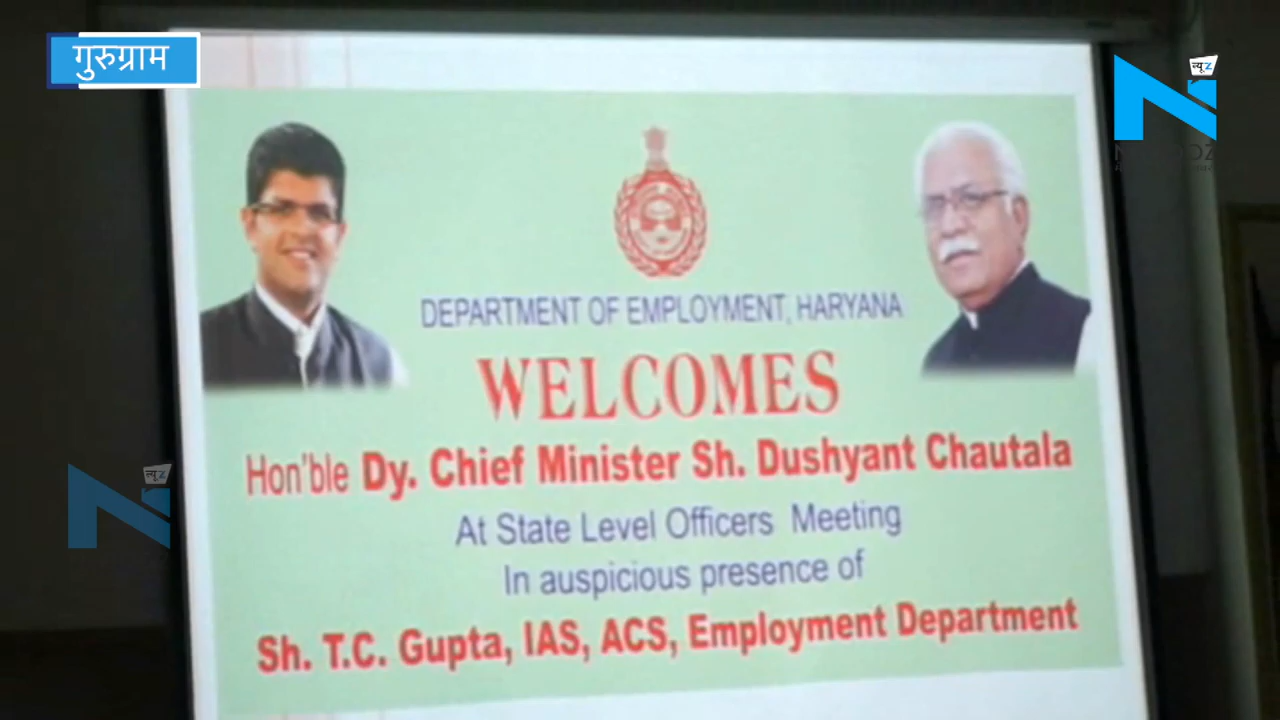 गुरुग्राम
न्यूZ
DEPARTMENT OF EMPLOYMENT, HARYANA
WELCOMES
Hon'ble Dy. Chief Minister Sh. Dushyant Chautala
At State Level Officers Meeting
In auspicious presence of
Sh. T.C. Gupta, IAS, ACS, Employment Department
न्यूZ